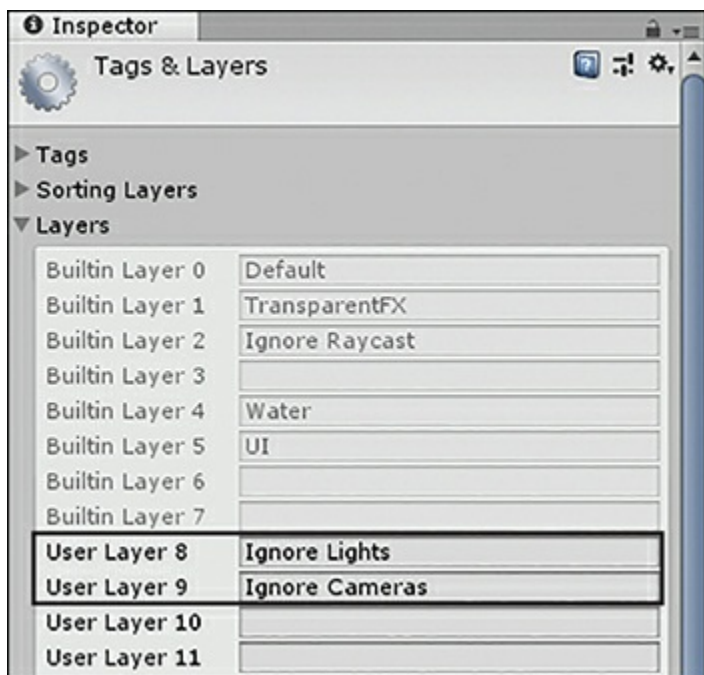 Inspector
Tags & Layers
Tags
Sorting Layers
Layers
Builtin Layer 0 Default
Builtin Layer 1 TransparentFX
Builtin Layer 2 Ignore Raycast
Builtin Layer 3
Builtin Layer 4 Water
Builtin Layer 5 UI
Builtin Layer 6
Builtin Layer 7
User Layer 8 Ignore Lights
User Layer 9 Ignore Cameras
User Layer 10
User Layer 11